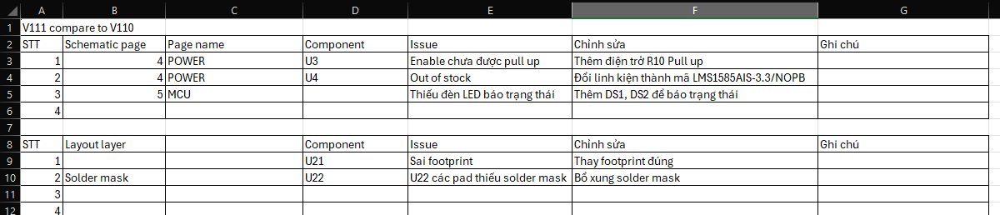 A B C D E F G
1 V111 compare to V110
2 STT Schematic page Page name Component Issue Chỉnh sửa Ghi chú
3 1 4 POWER U3 Enable chưa được pull up Thêm điện trở R10 Pull up
4 2 4 POWER U4 Out of stock Đổi linh kiện thành mã LMS1585AIS-3.3/NOPB
5 3 5 MCU Thiếu đèn LED báo trạng thái Thêm DS1, DS2 để báo trạng thái
6 4
7
8 STT Layout layer Component Issue Chỉnh sửa Ghi chú
9 1 U21 Sai footprint Thay footprint đúng
10 2 Solder mask U22 U22 các pad thiếu solder mask Bổ xung solder mask
11 3
12 4